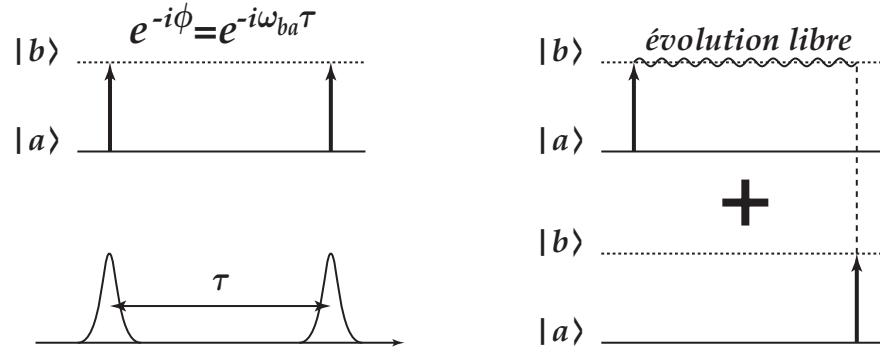 e^{-iϕ}=e^{-iω_{ba}τ}
|b⟩
|a⟩
τ
évolution libre
|b⟩
|a⟩
+
|b⟩
|a⟩